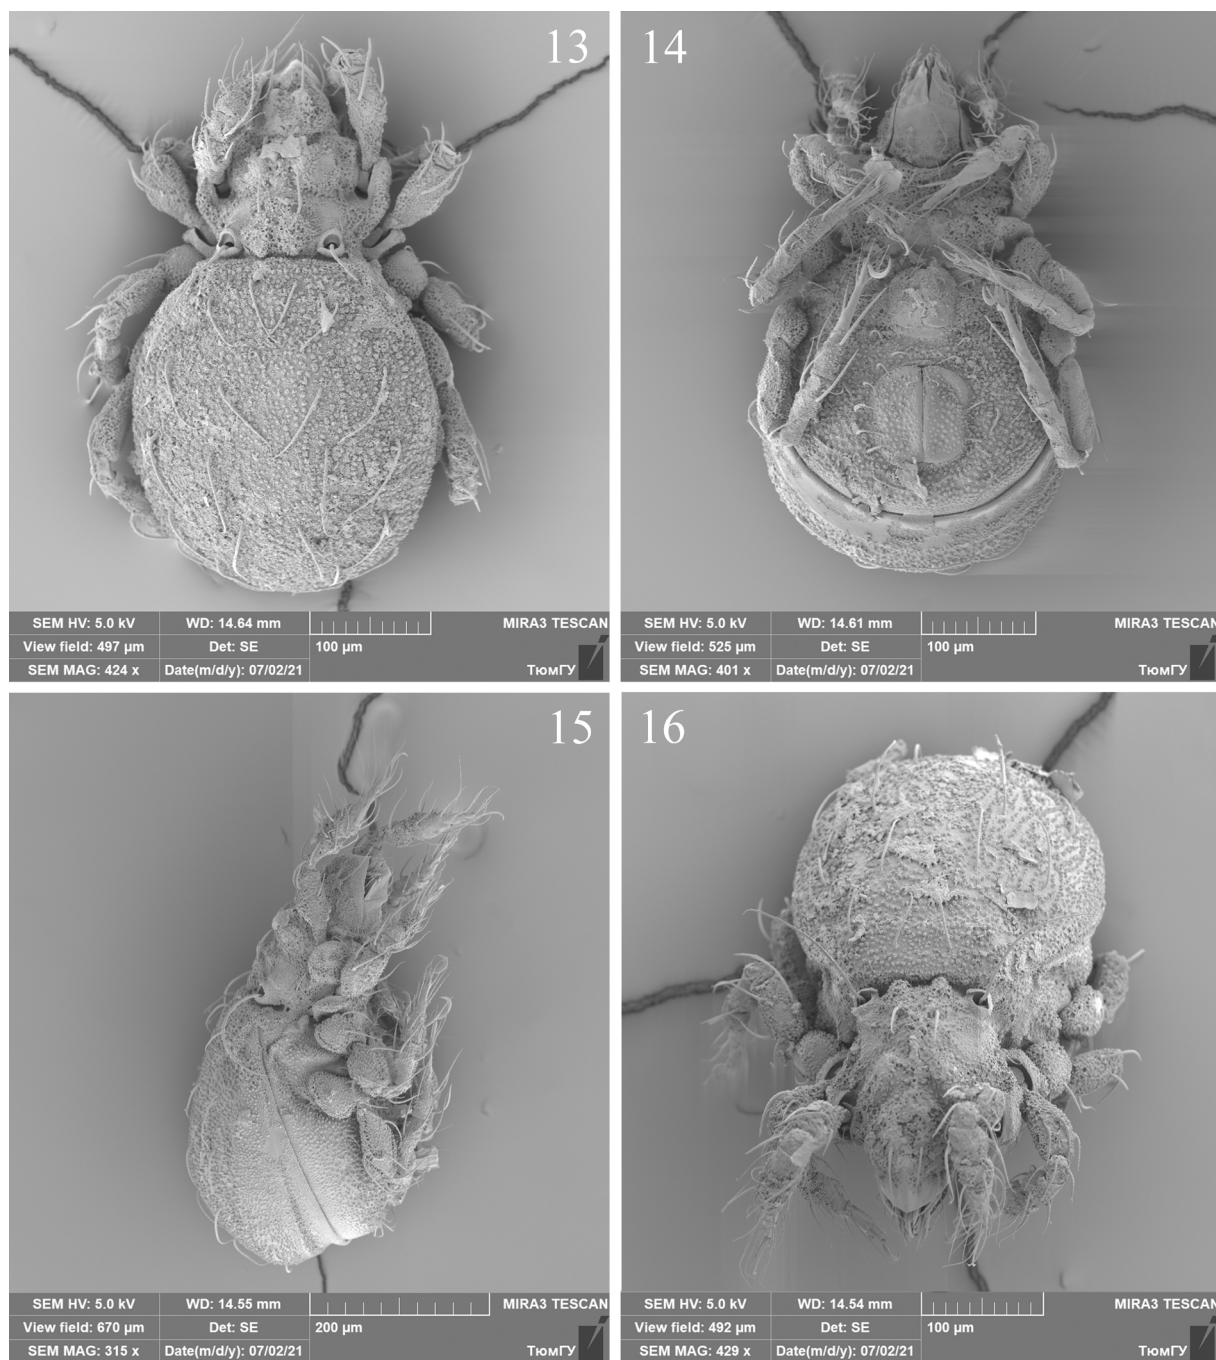 13
SEM HV: 5.0 kV WD: 14.64 mm MIRA3 TESCAN
View field: 497 µm Det: SE 100 µm
SEM MAG: 424 x Date(m/d/y): 07/02/21 ТюмГУ
14
SEM HV: 5.0 kV WD: 14.61 mm MIRA3 TESCAN
View field: 525 µm Det: SE 100 µm
SEM MAG: 401 x Date(m/d/y): 07/02/21 ТюмГУ
15
SEM HV: 5.0 kV WD: 14.55 mm MIRA3 TESCAN
View field: 670 µm Det: SE 200 µm
SEM MAG: 315 x Date(m/d/y): 07/02/21 ТюмГУ
16
SEM HV: 5.0 kV WD: 14.54 mm MIRA3 TESCAN
View field: 492 µm Det: SE 100 µm
SEM MAG: 429 x Date(m/d/y): 07/02/21 ТюмГУ